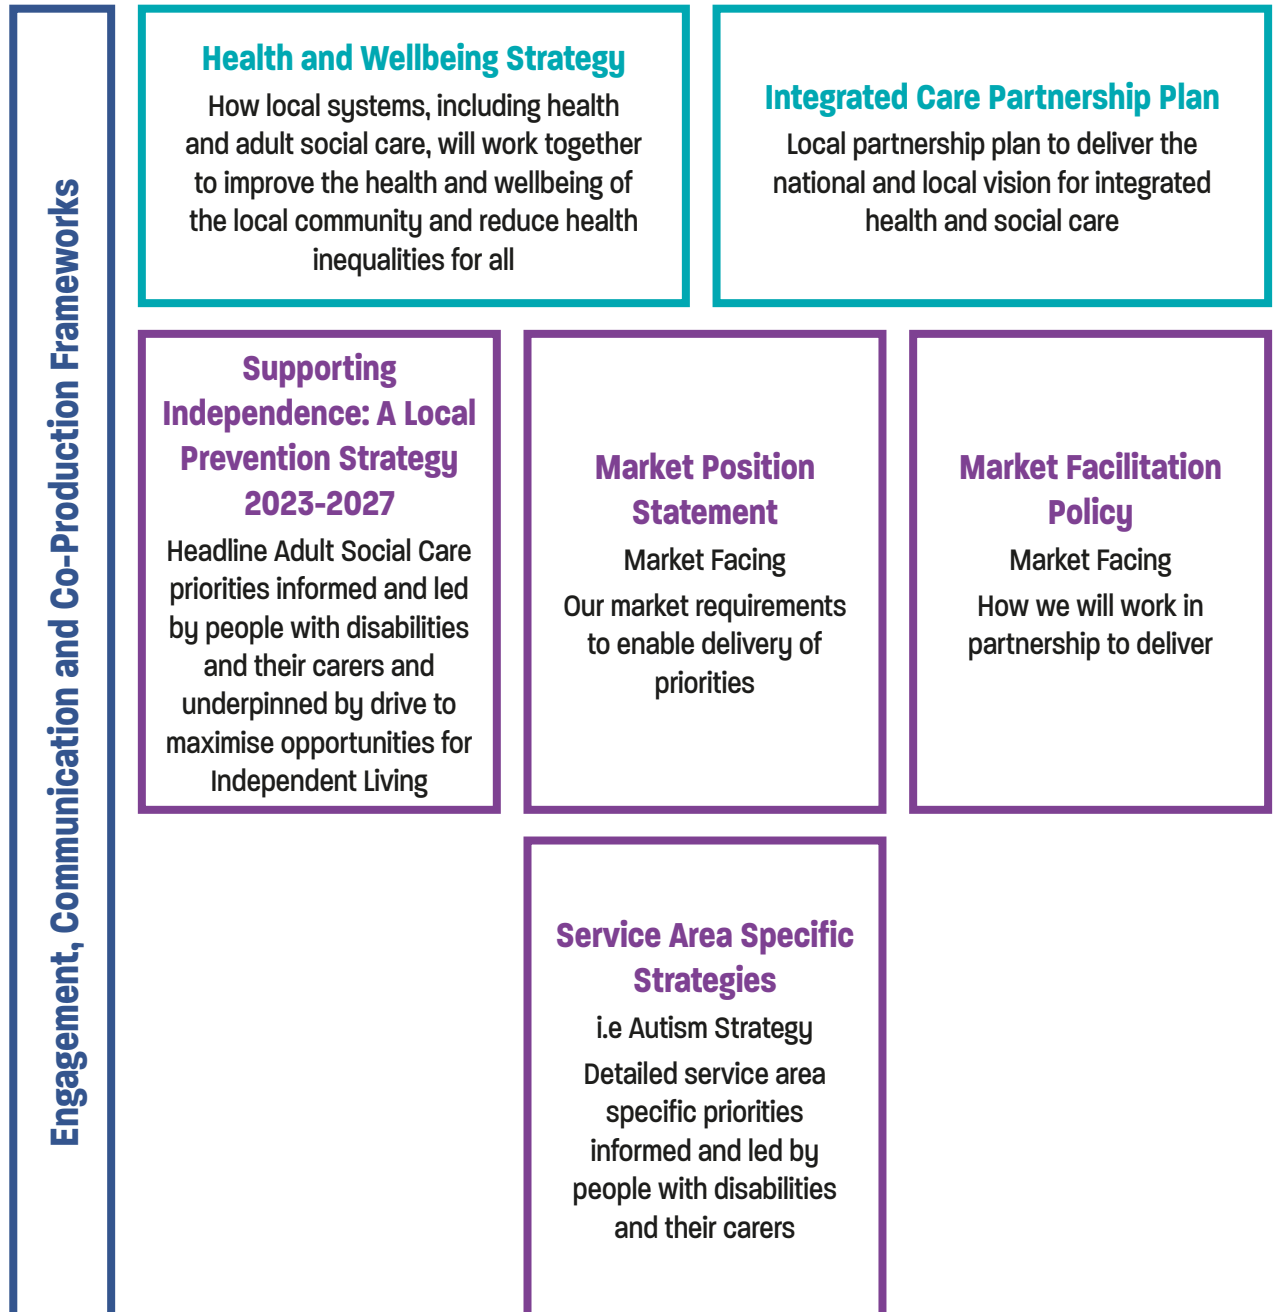 Engagement, Communication and Co-Production Frameworks
Health and Wellbeing Strategy
How local systems, including health
and adult social care, will work together
to improve the health and wellbeing of
the local community and reduce health
inequalities for all
Integrated Care Partnership Plan
Local partnership plan to deliver the
national and local vision for integrated
health and social care
Supporting
Independence: A Local
Prevention Strategy
2023-2027
Headline Adult Social Care
priorities informed and led
by people with disabilities
and their carers and
underpinned by drive to
maximise opportunities for
Independent Living
Market Position
Statement
Market Facing
Our market requirements
to enable delivery of
priorities
Market Facilitation
Policy
Market Facing
How we will work in
partnership to deliver
Service Area Specific
Strategies
i.e Autism Strategy
Detailed service area
specific priorities
informed and led by
people with disabilities
and their carers